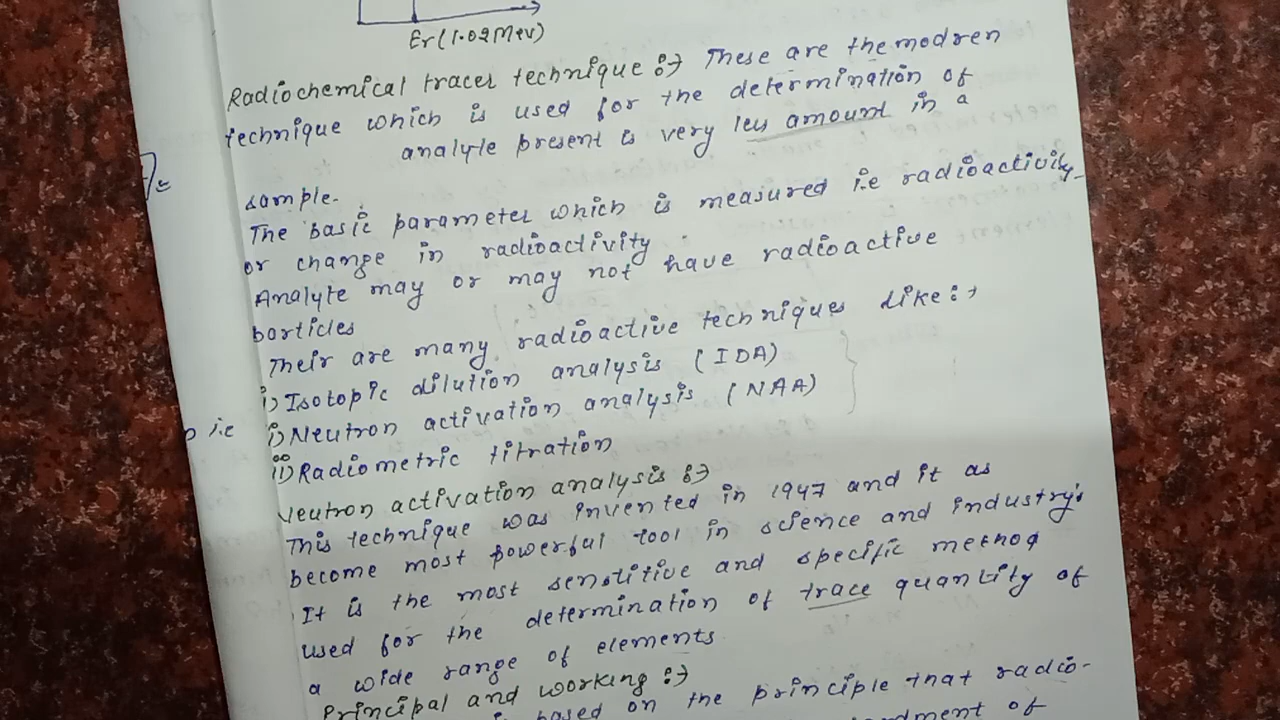 Er(1.02Mev)
Radiochemical tracer technique :→ These are the modren
technique which is used for the determination of
analyte present is very less amount in a
sample.
The basic parameter which is measured i.e radioactivity
or change in radioactivity
Analyte may or may not have radioactive
particles
Their are many radioactive techniques like :→
i) Isotopic dilution analysis (IDA)
i.e
i) Neutron activation analysis (NAA)
iii) Radiometric titration
Neutron activation analysis :→
This technique was invented in 1947 and it as
become most powerful tool in science and industry.
It is the most senstitive and specific method
used for the determination of trace quantity of
a wide range of elements
Principal and working :→
based on the principle that radio-
of